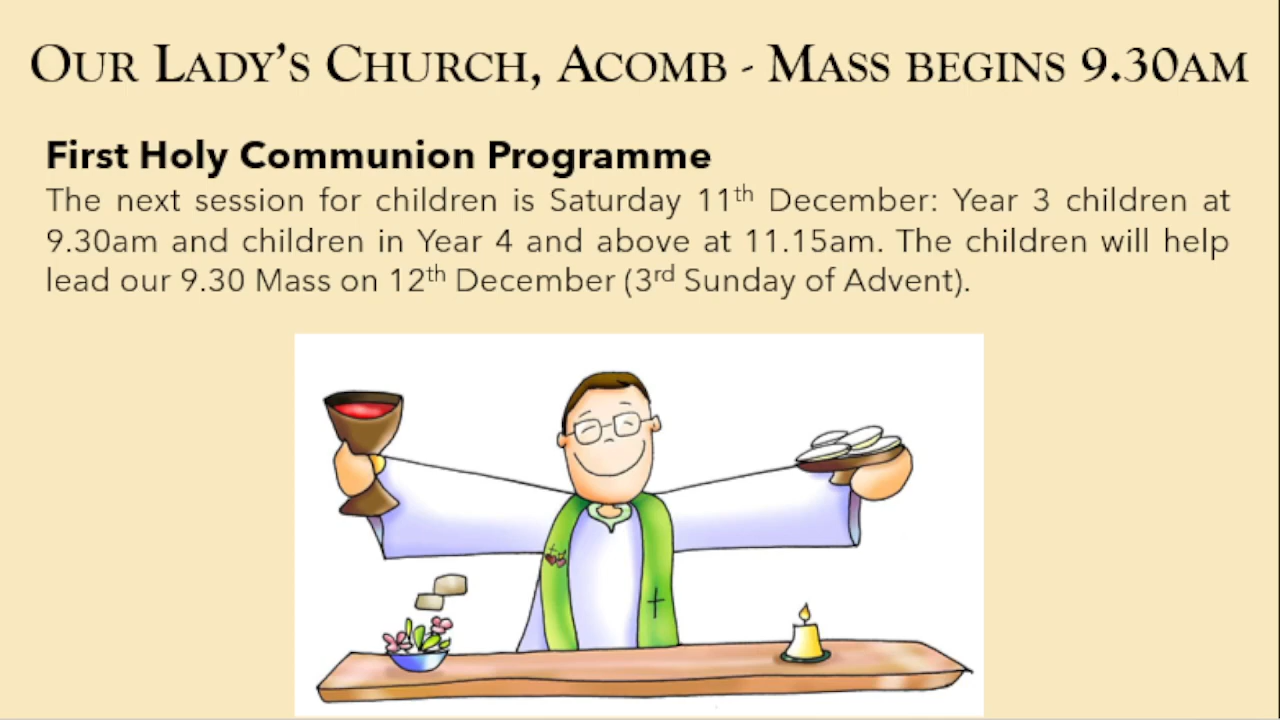 OUR LADY’S CHURCH, ACOMB - MASS BEGINS 9.30AM
First Holy Communion Programme
The next session for children is Saturday 11th December: Year 3 children at
9.30am and children in Year 4 and above at 11.15am. The children will help
lead our 9.30 Mass on 12th December (3rd Sunday of Advent).